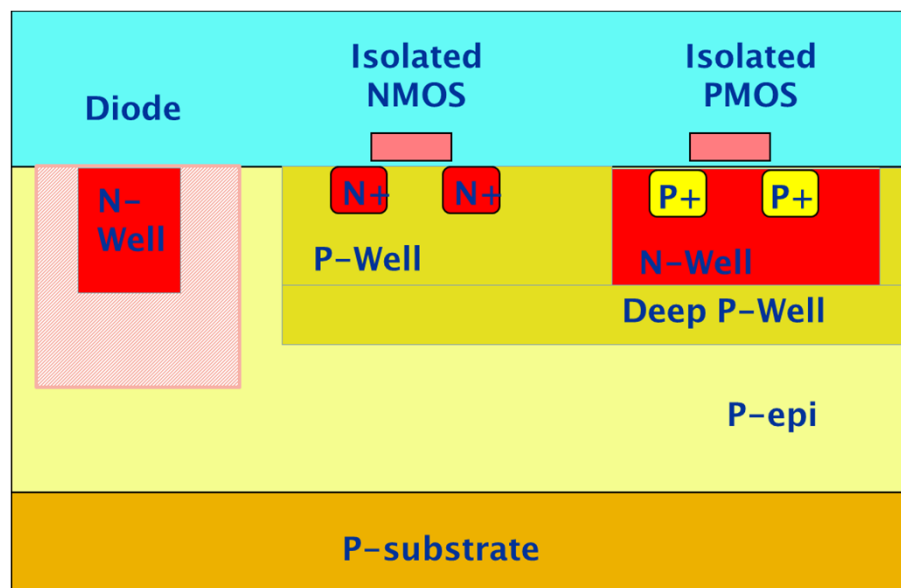 Isolated
NMOS
Isolated
PMOS
Diode
N-
Well
N+
N+
P+
P+
P-Well
N-Well
Deep P-Well
P-epi
P-substrate